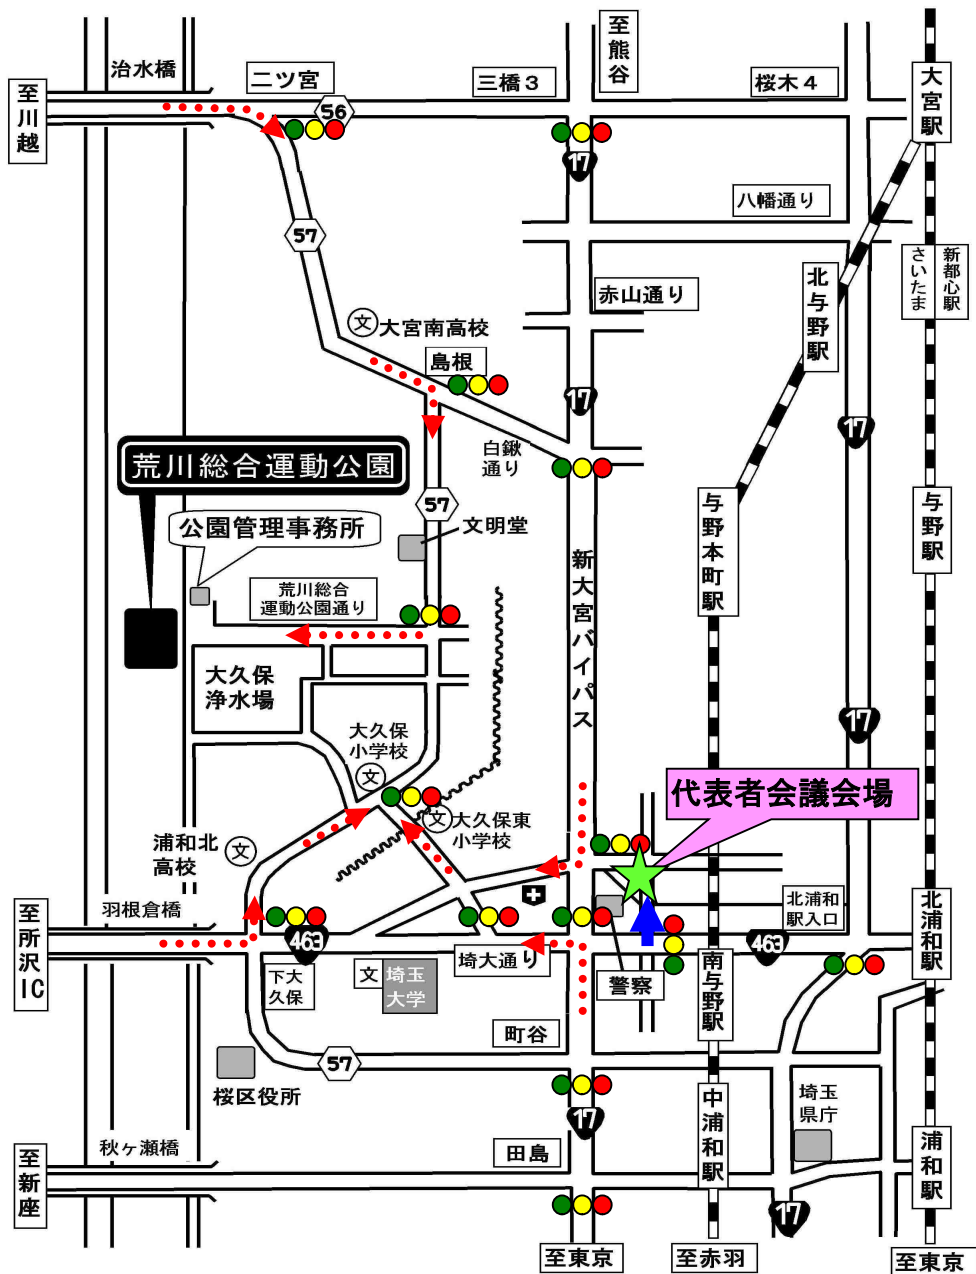 至熊谷
治水橋
二ツ宮
三橋3
桜木4
大宮駅
至川越
56
17
八幡通り
57
新都心駅
さいたま
北与野駅
赤山通り
文
大宮南高校
島根
17
17
白鍬
通り
荒川総合運動公園
57
与野本町駅
与野駅
公園管理事務所
文明堂
新大宮バイパス
荒川総合
運動公園通り
大久保
浄水場
17
大久保
小学校
文
代表者会議会場
文
大久保東
小学校
浦和北
高校
文
至所沢IC
羽根倉橋
北浦和
駅入口
北浦和駅
463
463
埼大通り
南与野駅
下大
久保
文
埼玉
大学
警察
町谷
57
桜区役所
17
中浦和駅
埼玉
県庁
秋ヶ瀬橋
田島
浦和駅
至新座
17
至東京
至赤羽
至東京